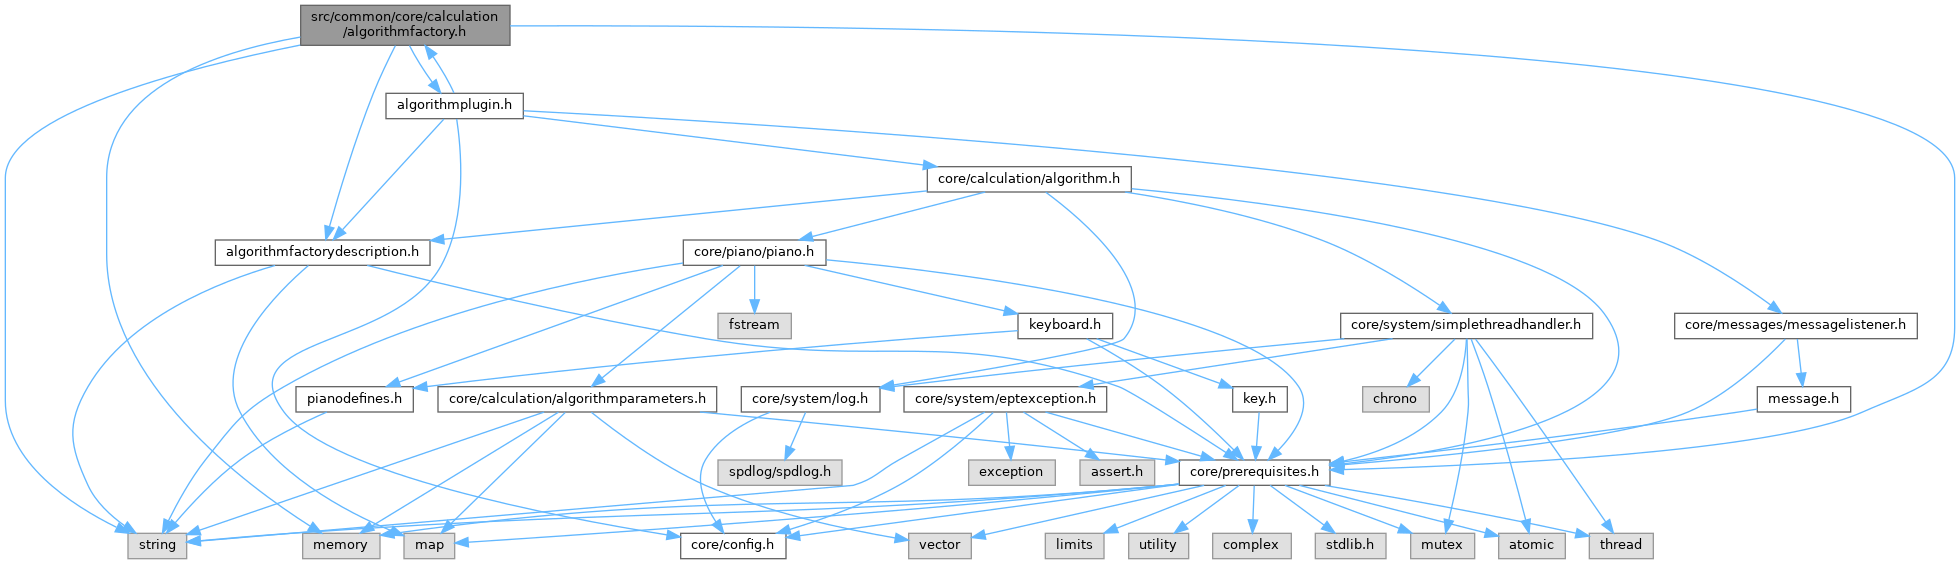 src/common/core/calculation
/algorithmfactory.h
algorithmplugin.h
core/calculation/algorithm.h
algorithmfactorydescription.h
core/piano/piano.h
fstream
keyboard.h
core/system/simplethreadhandler.h
core/messages/messagelistener.h
pianodefines.h
core/calculation/algorithmparameters.h
core/system/log.h
core/system/eptexception.h
key.h
chrono
message.h
spdlog/spdlog.h
exception
assert.h
core/prerequisites.h
string
memory
map
core/config.h
vector
limits
utility
complex
stdlib.h
mutex
atomic
thread